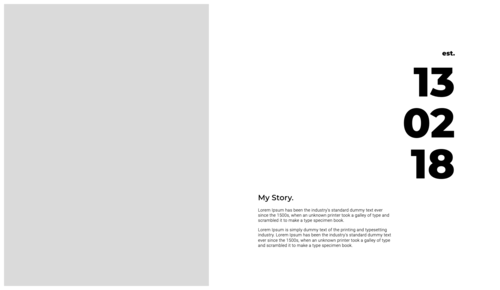 est.
13
02
18
My Story.
Lorem Ipsum has been the industry's standard dummy text ever
since the 1500s, when an unknown printer took a galley of type and
scrambled it to make a type specimen book.
Lorem Ipsum is simply dummy text of the printing and typesetting
industry. Lorem Ipsum has been the industry's standard dummy text
ever since the 1500s, when an unknown printer took a galley of type
and scrambled it to make a type specimen book.